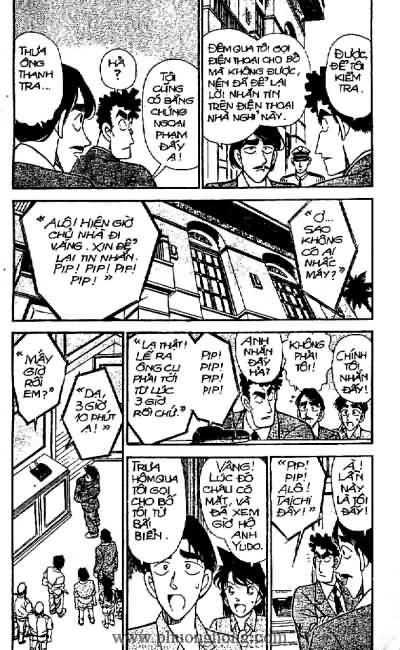 THƯA
ÔNG
THANH
TRA...
HẢ
?
TÔI
CŨNG
CÓ BẰNG
CHỨNG
NGOẠI
PHẠM
ĐẤY
Ạ!
ĐÊM QUA TÔI GỌI
ĐIỆN THOẠI CHO BỐ
MÀ KHÔNG ĐƯỢC,
NÊN ĐÃ ĐỂ LẠI
LỜI NHẮN TIN
TRÊN ĐIỆN THOẠI
NHÀ NGHỈ NÀY.
ĐƯỢC,
ĐỂ TÔI
KIỂM
TRA.
"ALÔ! HIỆN GIỜ
CHỦ NHÀ ĐI
VẮNG. XIN ĐỂ
LẠI TIN NHẮN.
PIP! PIP! PIP!
PIP!"
"Ơ...
SAO
KHÔNG
CÓ AI
NHẤC
MÁY?"
"MẤY
GIỜ
RỒI
EM?"
"DẠ,
3 GIỜ
10 PHÚT
Ạ!"
"LẠ THẬT!
LẼ RA
ÔNG CỤ
PHẢI TỚI
TỪ LÚC
3 GIỜ
RỒI CHỨ."
PIP!
PIP!
PIP!
PIP!
ANH
NHẮN
ĐẤY
HẢ?
KHÔNG
PHẢI
TÔI!
CHÍNH
TÔI
NHẮN
ĐẤY!
TRƯA
HÔM QUA
TÔI GỌI
CHO BỐ
TÔI TỪ
BÃI
BIỂN.
VÂNG!
LÚC ĐÓ
CHÁU CÓ
MẶT, VÀ
ĐÃ XEM
GIỜ HỘ
ANH
YUDO.
"PIP!
PIP!
ALÔ!
TAICHI
ĐÂY!"
À!
LẦN
NÀY
LÀ TÔI
ĐẤY!
www.phuonghong.com